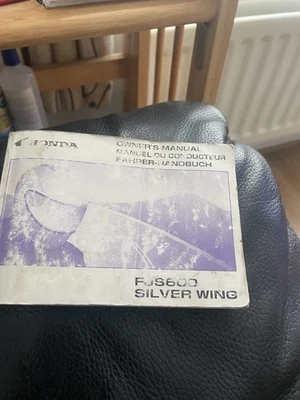 HONDA
OWNER'S MANUAL
MANUEL DU CONDUCTEUR
FAHRER-HANDBUCH
FJS600
SILVER WING